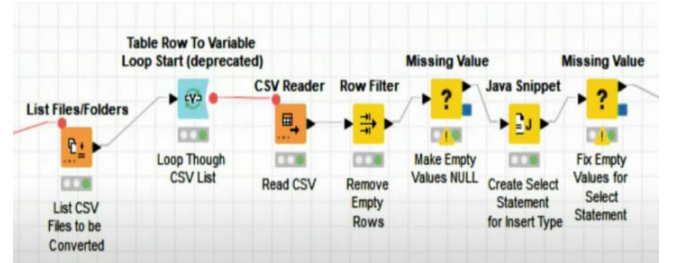 Table Row To Variable
Loop Start (deprecated)
Missing Value
Missing Value
CSV Reader
Row Filter
Java Snippet
List Files/Folders
Loop Though
CSV List
Read CSV
Remove
Empty
Rows
Make Empty
Values NULL
Create Select
Statement
for Insert Type
Fix Empty
Values for
Select
Statement
List CSV
Files to be
Converted